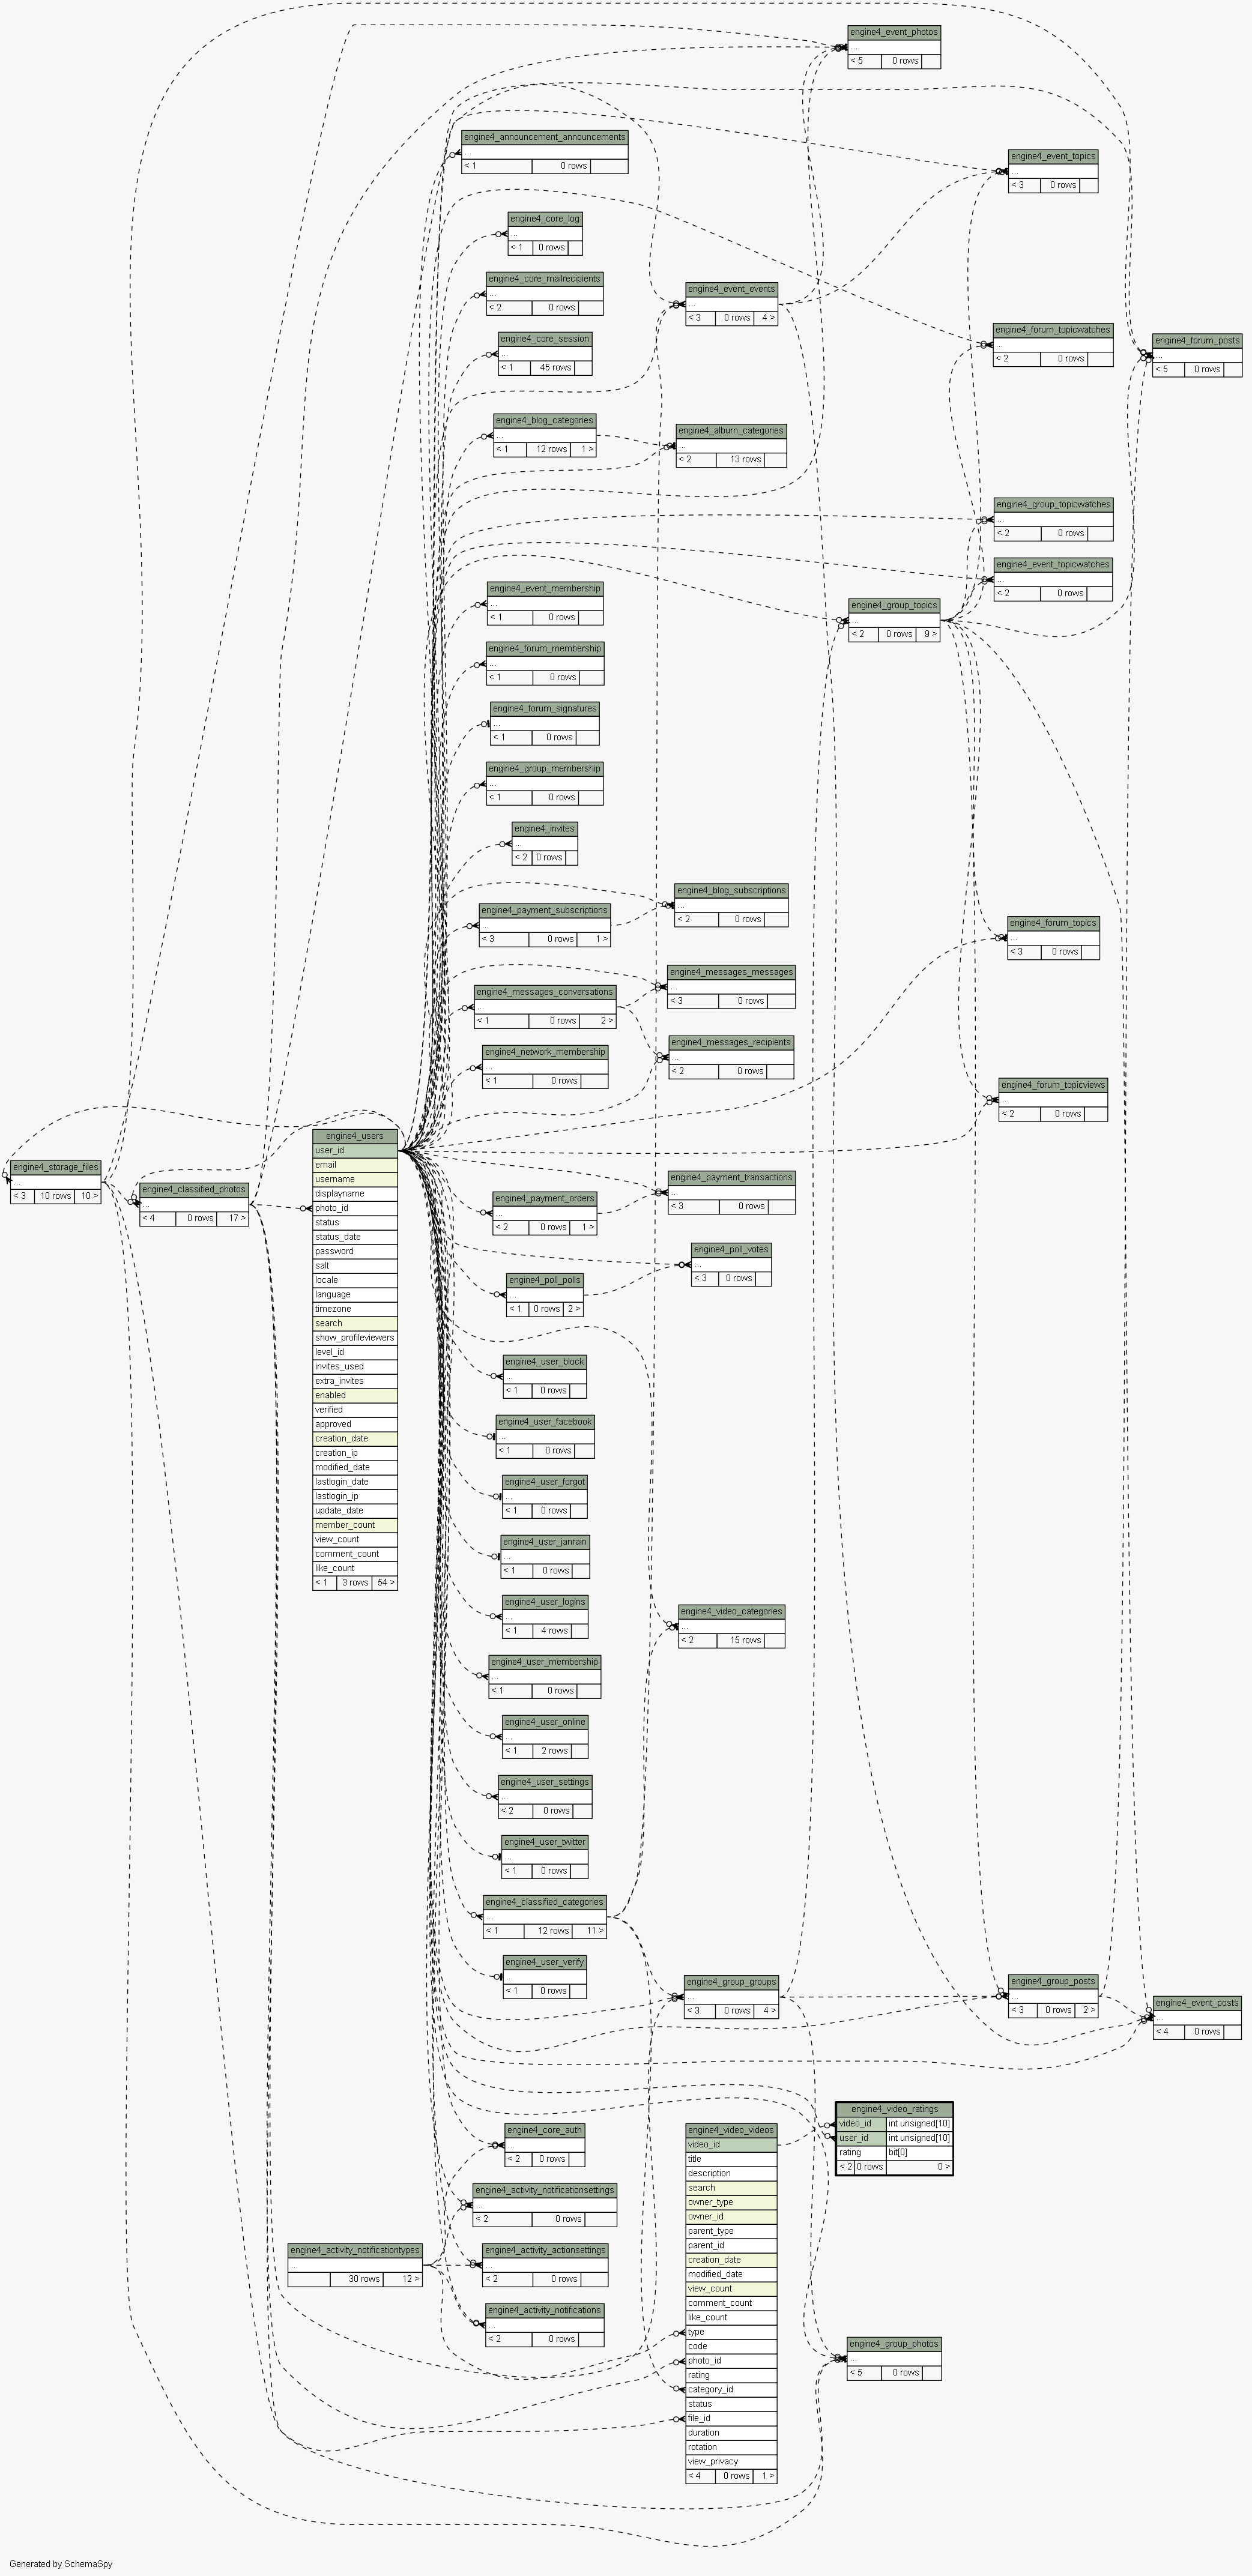 engine4_event_photos
...
< 5 0 rows
engine4_announcement_announcements
...
< 1 0 rows
engine4_event_topics
...
< 3 0 rows
engine4_core_log
...
< 1 0 rows
engine4_core_mailrecipients
...
< 2 0 rows
engine4_event_events
...
< 3 0 rows 4 >
engine4_forum_topicwatches
...
< 2 0 rows
engine4_core_session
...
< 1 45 rows
engine4_forum_posts
...
< 5 0 rows
engine4_blog_categories
...
< 1 12 rows 1 >
engine4_album_categories
...
< 2 13 rows
engine4_group_topicwatches
...
< 2 0 rows
engine4_event_topicwatches
...
< 2 0 rows
engine4_event_membership
...
< 1 0 rows
engine4_group_topics
...
< 2 0 rows 9 >
engine4_forum_membership
...
< 1 0 rows
engine4_forum_signatures
...
< 1 0 rows
engine4_group_membership
...
< 1 0 rows
engine4_invites
...
< 2 0 rows
engine4_blog_subscriptions
...
< 2 0 rows
engine4_payment_subscriptions
...
< 3 0 rows 1 >
engine4_forum_topics
...
< 3 0 rows
engine4_messages_messages
...
< 3 0 rows
engine4_messages_conversations
...
< 1 0 rows 2 >
engine4_messages_recipients
...
< 2 0 rows
engine4_network_membership
...
< 1 0 rows
engine4_forum_topicviews
...
< 2 0 rows
engine4_storage_files
...
< 3 10 rows 10 >
engine4_classified_photos
...
< 4 0 rows 17 >
engine4_users
user_id
email
username
displayname
photo_id
status
status_date
password
salt
locale
language
timezone
search
show_profileviewers
level_id
invites_used
extra_invites
enabled
verified
approved
creation_date
creation_ip
modified_date
lastlogin_date
lastlogin_ip
update_date
member_count
view_count
comment_count
like_count
< 1 3 rows 54 >
engine4_payment_transactions
...
< 3 0 rows
engine4_payment_orders
...
< 2 0 rows 1 >
engine4_poll_votes
...
< 3 0 rows
engine4_poll_polls
...
< 1 0 rows 2 >
engine4_user_block
...
< 1 0 rows
engine4_user_facebook
...
< 1 0 rows
engine4_user_forgot
...
< 1 0 rows
engine4_user_janrain
...
< 1 0 rows
engine4_user_logins
...
< 1 4 rows
engine4_video_categories
...
< 2 15 rows
engine4_user_membership
...
< 1 0 rows
engine4_user_online
...
< 1 2 rows
engine4_user_settings
...
< 2 0 rows
engine4_user_twitter
...
< 1 0 rows
engine4_classified_categories
...
< 1 12 rows 11 >
engine4_user_verify
...
< 1 0 rows
engine4_group_groups
...
< 3 0 rows 4 >
engine4_group_posts
...
< 3 0 rows 2 >
engine4_event_posts
...
< 4 0 rows
engine4_video_ratings
video_id int unsigned[10]
user_id int unsigned[10]
rating bit[0]
< 2 0 rows 0 >
engine4_core_auth
...
< 2 0 rows
engine4_activity_notificationsettings
...
< 2 0 rows
engine4_activity_notificationtypes
...
30 rows 12 >
engine4_activity_actionsettings
...
< 2 0 rows
engine4_activity_notifications
...
< 2 0 rows
engine4_video_videos
video_id
title
description
search
owner_type
owner_id
parent_type
parent_id
creation_date
modified_date
view_count
comment_count
like_count
type
code
photo_id
rating
category_id
status
file_id
duration
rotation
view_privacy
< 4 0 rows 1 >
engine4_group_photos
...
< 5 0 rows
Generated by SchemaSpy